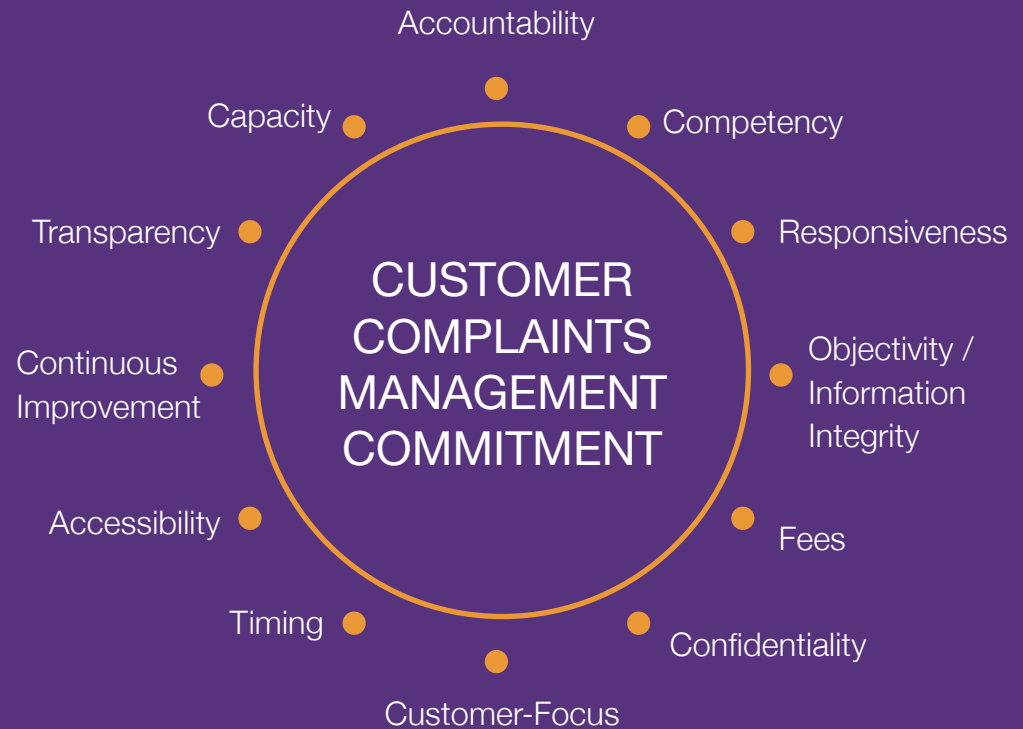 Accountability
Capacity
Competency
Transparency
Responsiveness
CUSTOMER
COMPLAINTS
MANAGEMENT
COMMITMENT
Continuous
Improvement
Objectivity /
Information
Integrity
Accessibility
Fees
Timing
Confidentiality
Customer-Focus